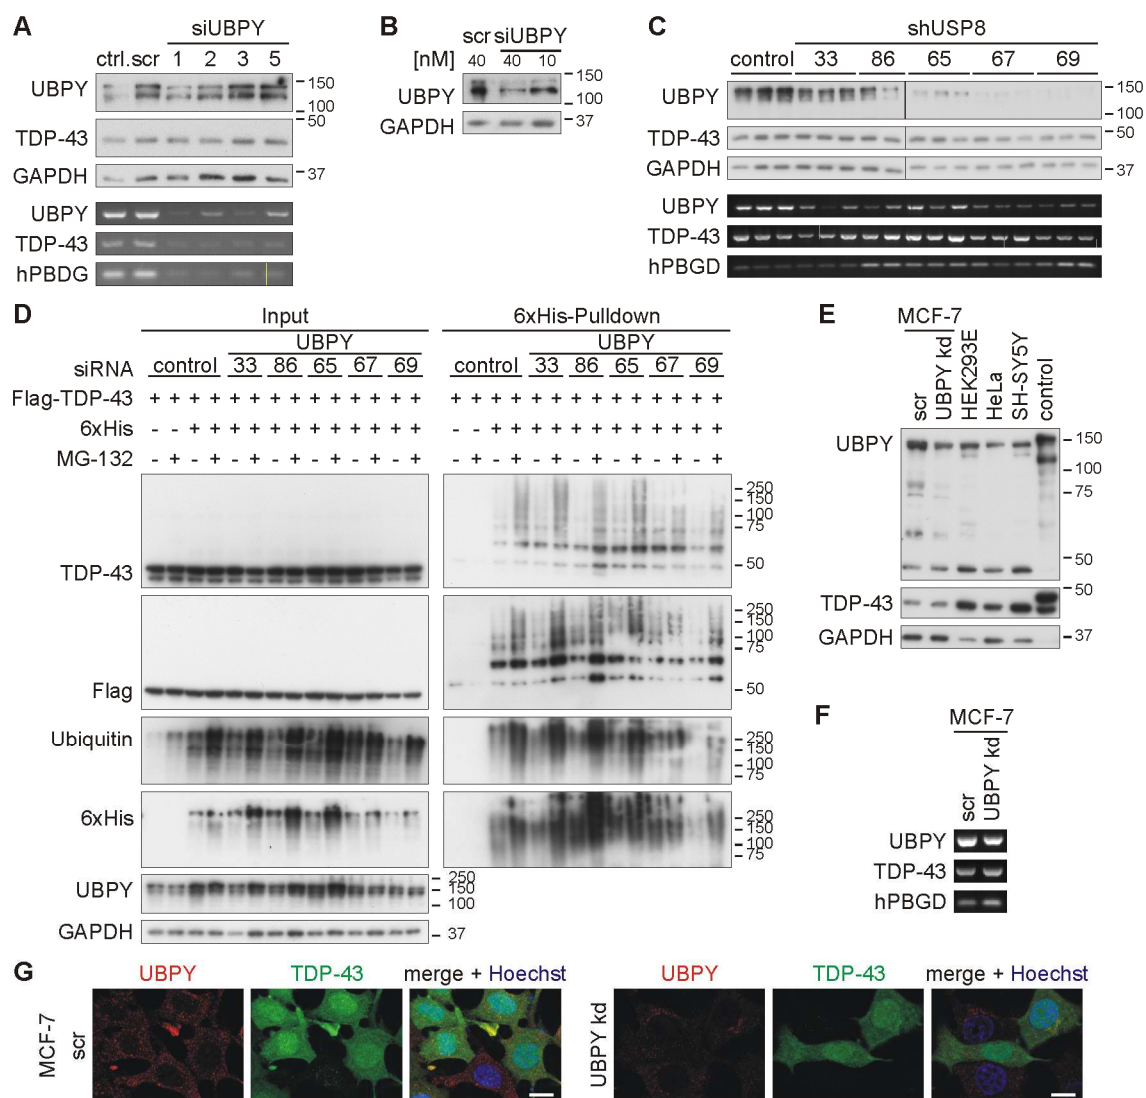 A
siUBPY
ctrl. scr 1 2 3 5
UBPY
150
100
TDP-43
50
GAPDH
37
UBPY
TDP-43
hPBDG
B
scr siUBPY
[nM] 40 40 10
UBPY
150
100
GAPDH
37
C
shUSP8
control 33 86 65 67 69
UBPY
150
100
TDP-43
50
GAPDH
37
UBPY
TDP-43
hPBGD
D
Input 6xHis-Pulldown
UBPY UBPY
siRNA control 33 86 65 67 69 control 33 86 65 67 69
Flag-TDP-43 + + + + + + + + + + + + + + + + + + + + + + + + + + + +
6xHis - - + + + + + + + + + + + + - - + + + + + + + + + + + +
MG-132 - + - + - + - + - + - + - + - + - + - + - + - + - + - +
TDP-43
250
150
100
75
50
Flag
250
150
100
75
50
Ubiquitin
250
150
100
75
6xHis
250
150
100
75
UBPY
250
150
100
GAPDH
37
E
MCF-7
scr
UBPY kd
HEK293E
HeLa
SH-SY5Y
control
UBPY
150
100
75
50
TDP-43
50
GAPDH
37
F
MCF-7
scr
UBPY kd
UBPY
TDP-43
hPBGD
G
UBPY TDP-43 merge + Hoechst UBPY TDP-43 merge + Hoechst
MCF-7
scr
UBPY kd